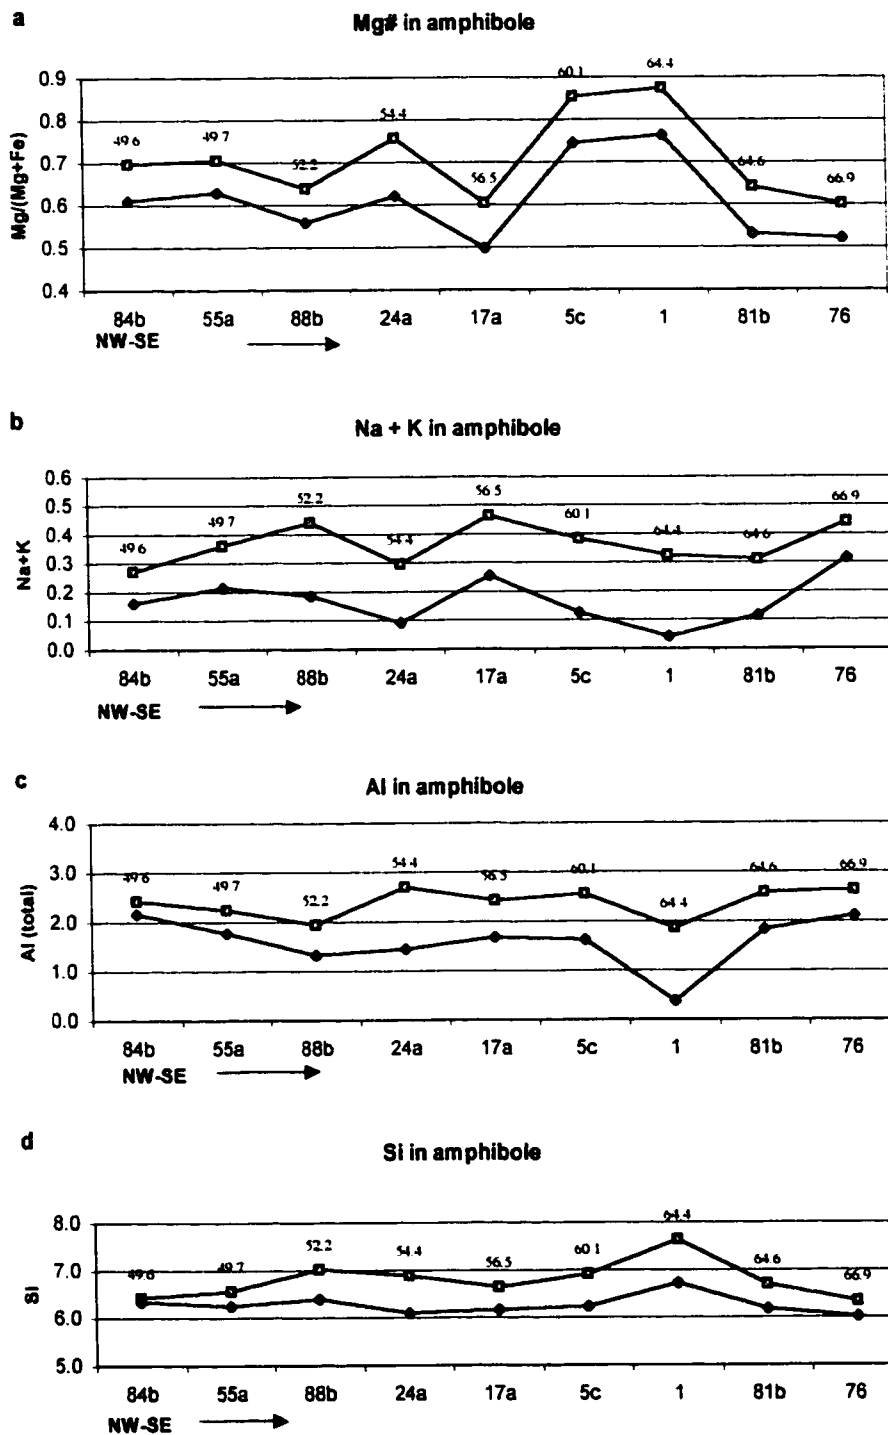 a
Mg# in amphibole
Mg/(Mg+Fe)
0.9
0.8
0.7
0.6
0.5
0.4
49.6
49.7
52.2
54.4
56.5
60.1
64.4
64.6
66.9
84b 55a 88b 24a 17a 5c 1 81b 76
NW-SE
b
Na + K in amphibole
Na+K
0.6
0.5
0.4
0.3
0.2
0.1
0.0
49.6
49.7
52.2
54.4
56.5
60.1
64.4
64.6
66.9
84b 55a 88b 24a 17a 5c 1 81b 76
NW-SE
c
Al in amphibole
Al (total)
4.0
3.0
2.0
1.0
0.0
49.6
49.7
52.2
54.4
56.5
60.1
64.4
64.6
66.9
84b 55a 88b 24a 17a 5c 1 81b 76
NW-SE
d
Si in amphibole
Si
8.0
7.0
6.0
5.0
49.6
49.7
52.2
54.4
56.5
60.1
64.4
64.6
66.9
84b 55a 88b 24a 17a 5c 1 81b 76
NW-SE